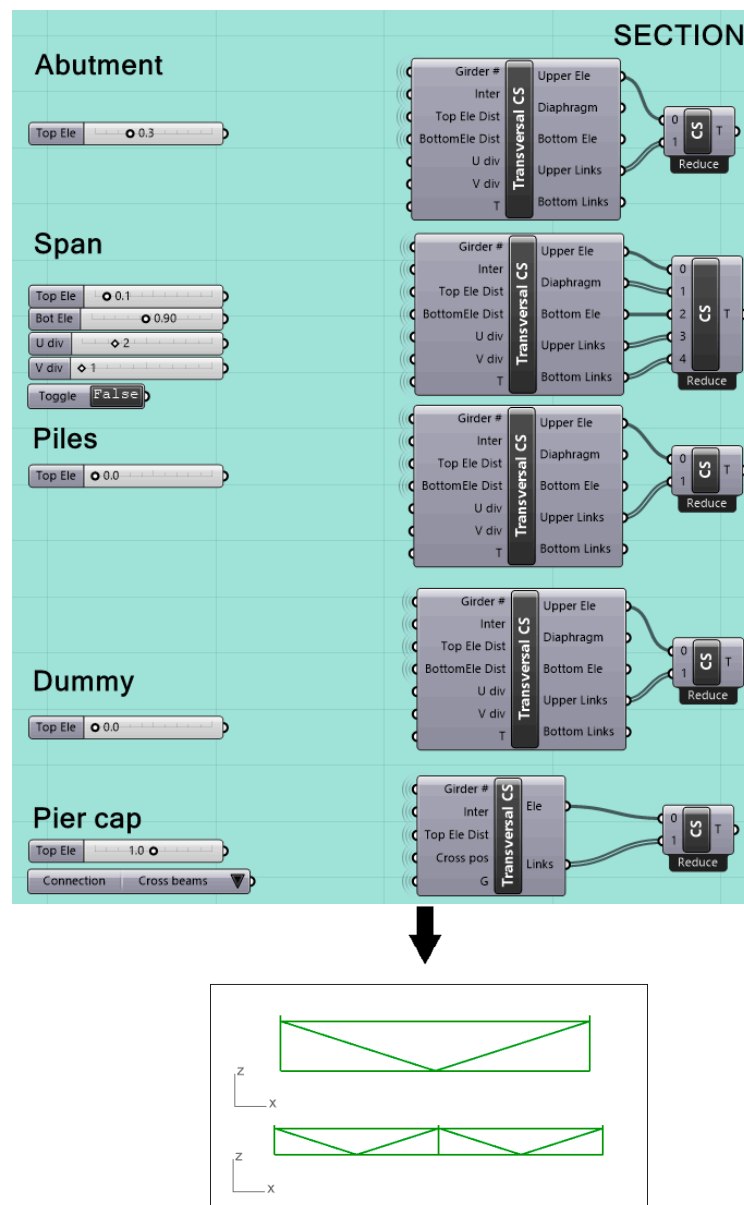 SECTION
Abutment
Top Ele 0.3
Girder # Upper Ele
Inter Diaphragm
Top Ele Dist Bottom Ele
BottomEle Dist Upper Links
U div Bottom Links
V div
T
Transversal CS
0 CS T
1
Reduce
Span
Top Ele 0.1
Bot Ele 0.90
U div 2
V div 1
Toggle False
Girder # Upper Ele
Inter Diaphragm
Top Ele Dist Bottom Ele
BottomEle Dist Upper Links
U div Bottom Links
V div
T
Transversal CS
0
1
2 CS T
3
4
Reduce
Piles
Top Ele 0.0
Girder # Upper Ele
Inter Diaphragm
Top Ele Dist Bottom Ele
BottomEle Dist Upper Links
U div Bottom Links
V div
T
Transversal CS
0 CS T
1
Reduce
Dummy
Top Ele 0.0
Girder # Upper Ele
Inter Diaphragm
Top Ele Dist Bottom Ele
BottomEle Dist Upper Links
U div Bottom Links
V div
T
Transversal CS
0 CS T
1
Reduce
Pier cap
Top Ele 1.0
Connection Cross beams
Girder # Ele
Inter Links
Top Ele Dist
Cross pos
G
Transversal CS
0 CS T
1
Reduce
z
x
z
x